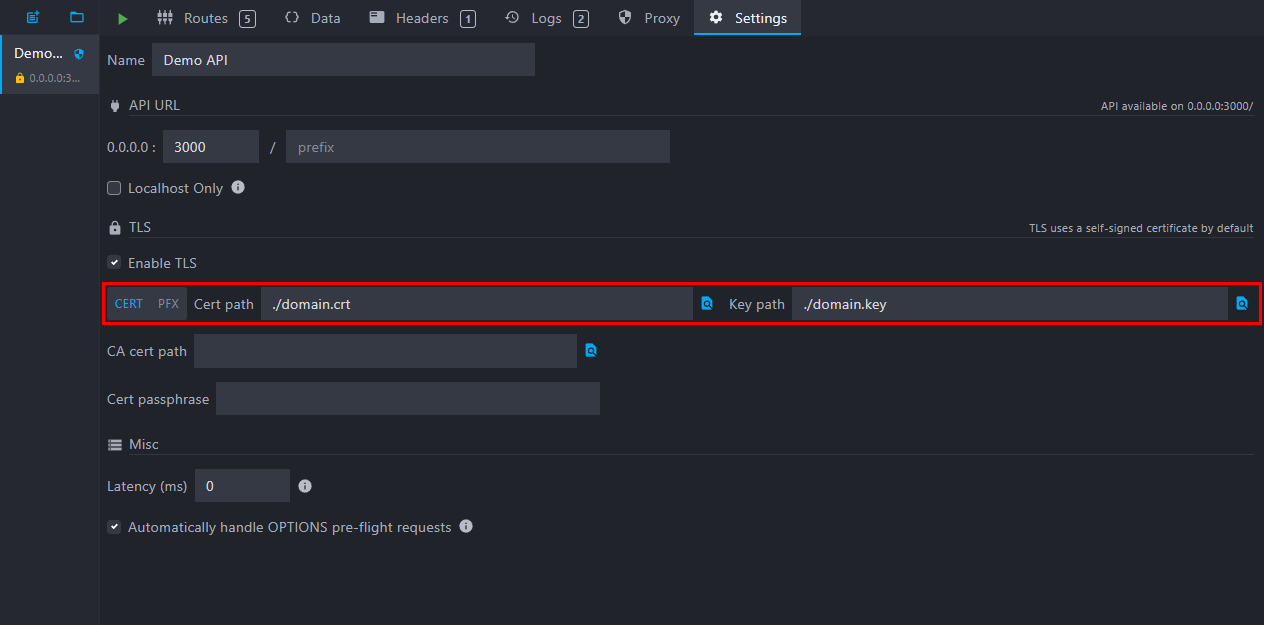 Routes 5 Data Headers 1 Logs 2 Proxy Settings
Demo...
0.0.0.0:3...
Name Demo API
API URL API available on 0.0.0.0:3000/
0.0.0.0 : 3000 / prefix
Localhost Only
TLS TLS uses a self-signed certificate by default
Enable TLS
CERT PFX Cert path ./domain.crt Key path ./domain.key
CA cert path
Cert passphrase
Misc
Latency (ms) 0
Automatically handle OPTIONS pre-flight requests